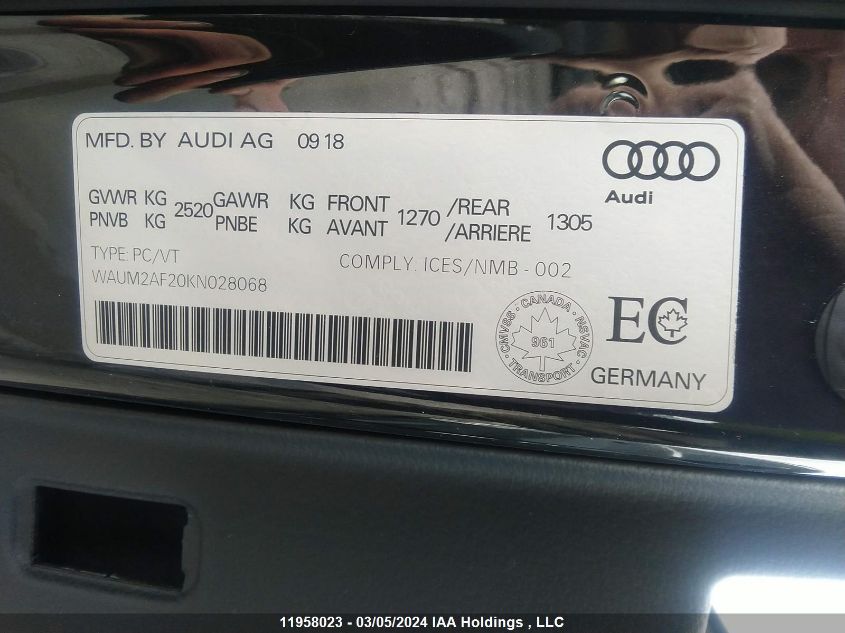 MFD. BY AUDI AG 09 18
Audi
GVWR KG 2520 GAWR KG FRONT 1270 /REAR 1305
PNVB KG PNBE KG AVANT /ARRIERE
TYPE: PC/VT COMPLY: ICES/NMB - 002
WAUM2AF20KN028068
CMVSS · CANADA · NSVAC
961
TRANSPORT
EC
GERMANY
11958023 - 03/05/2024 IAA Holdings , LLC